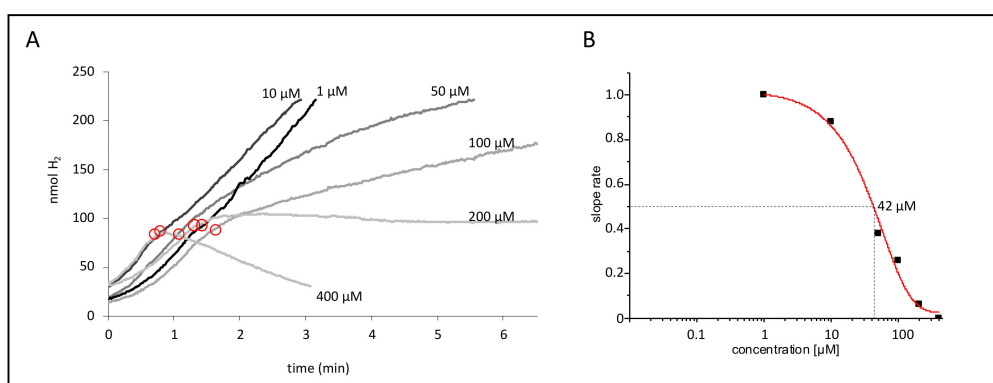 A
250
200
150
100
50
0
nmol H2
0 1 2 3 4 5 6
time (min)
10 µM
1 µM
50 µM
100 µM
200 µM
400 µM
B
1.0
0.8
0.6
0.4
0.2
0
slope rate
42 µM
0.1 1 10 100
concentration [µM]